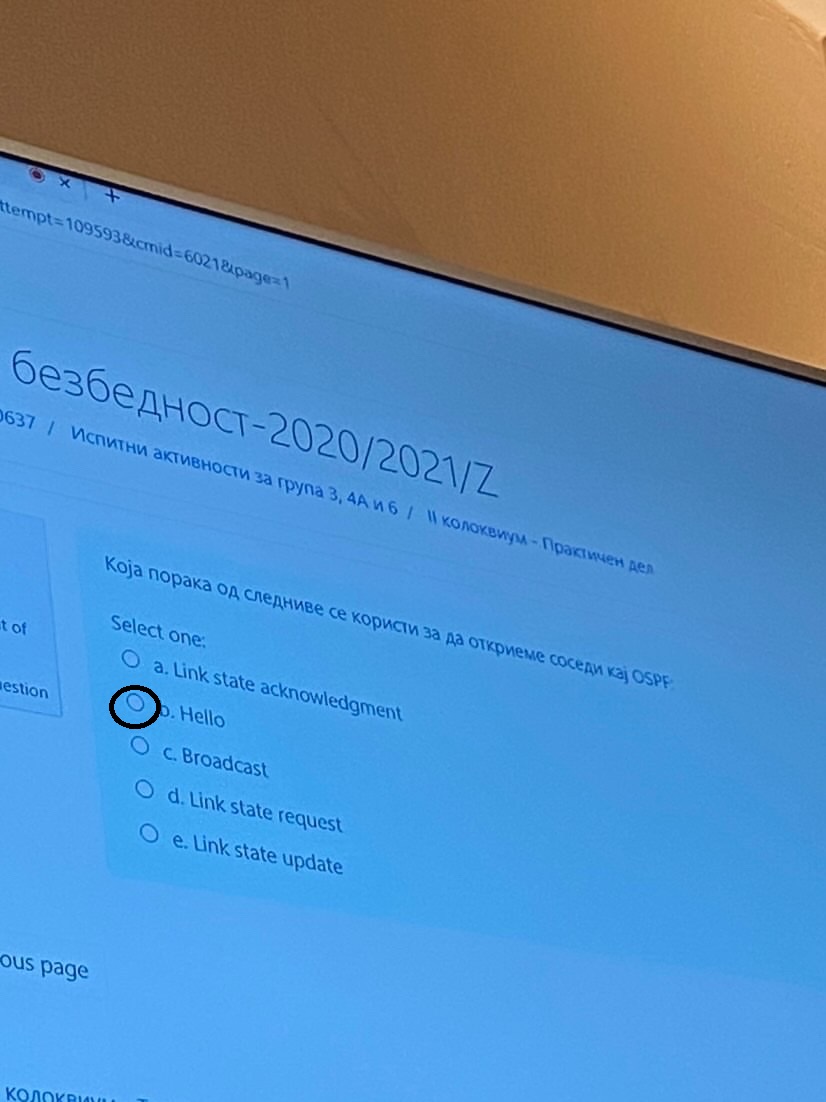 ttempt=109593&cmid=6021&page=1
безбедност-2020/2021/Z
0637 / Испитни активности за група 3, 4А и 6 / II колоквиум - Практичен дел
Која порака од следниве се користи за да откриеме соседи кај OSPF
t of
estion
Select one:
a. Link state acknowledgment
b. Hello
c. Broadcast
d. Link state request
e. Link state update
ous page
колоквиум